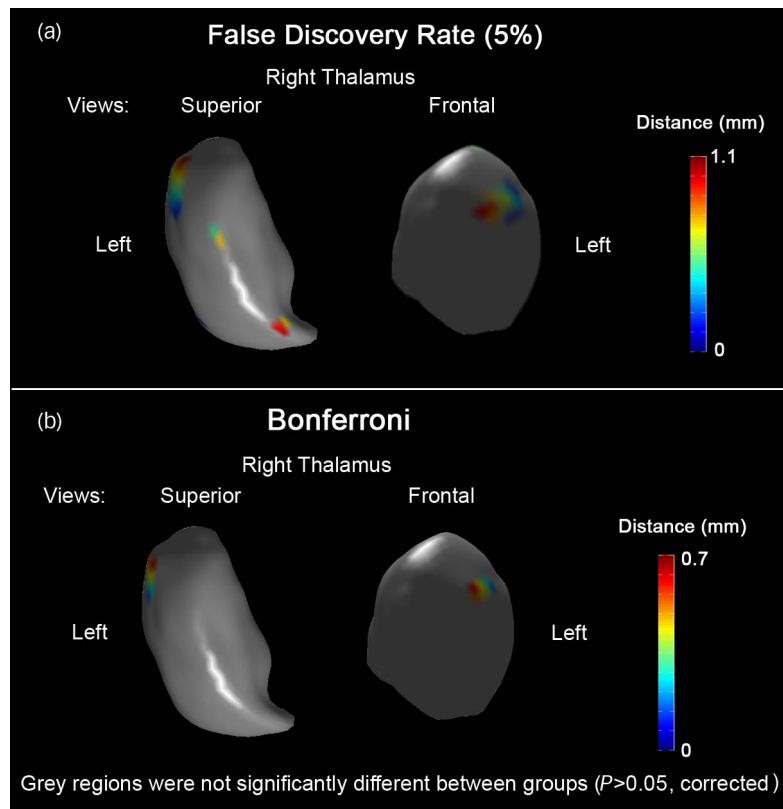 (a)
False Discovery Rate (5%)
Right Thalamus
Views: Superior Frontal
Distance (mm)
1.1
Left Left
0
(b)
Bonferroni
Right Thalamus
Views: Superior Frontal
Distance (mm)
0.7
Left Left
0
Grey regions were not significantly different between groups (P>0.05, corrected )